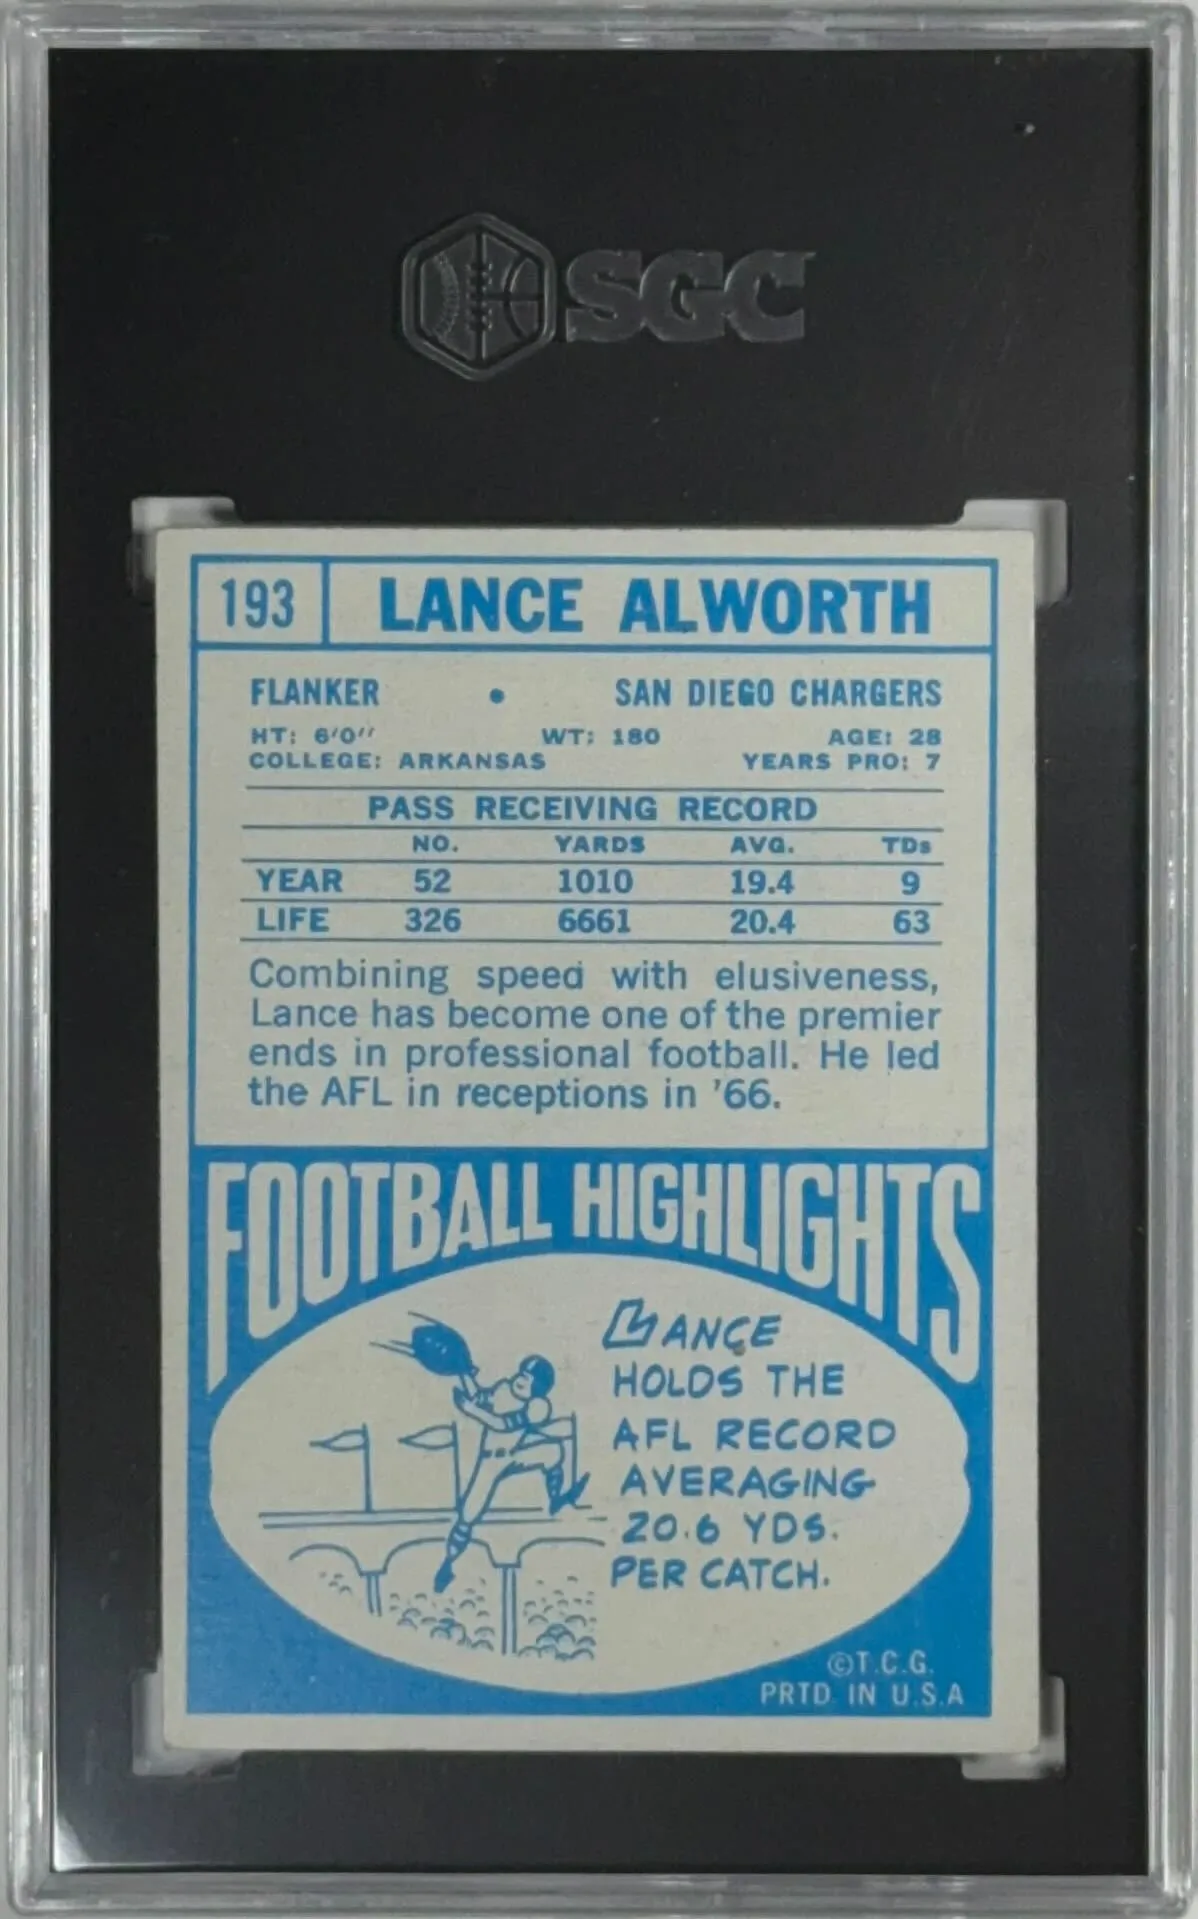 SGC
193 LANCE ALWORTH
FLANKER • SAN DIEGO CHARGERS
HT: 6'0" WT: 180 AGE: 28
COLLEGE: ARKANSAS YEARS PRO: 7
PASS RECEIVING RECORD
NO. YARDS AVG. TDs
YEAR 52 1010 19.4 9
LIFE 326 6661 20.4 63
Combining speed with elusiveness,
Lance has become one of the premier
ends in professional football. He led
the AFL in receptions in '66.
FOOTBALL HIGHLIGHTS
LANCE
HOLDS THE
AFL RECORD
AVERAGING
20.6 YDS.
PER CATCH.
©T.C.G.
PRTD IN U.S.A